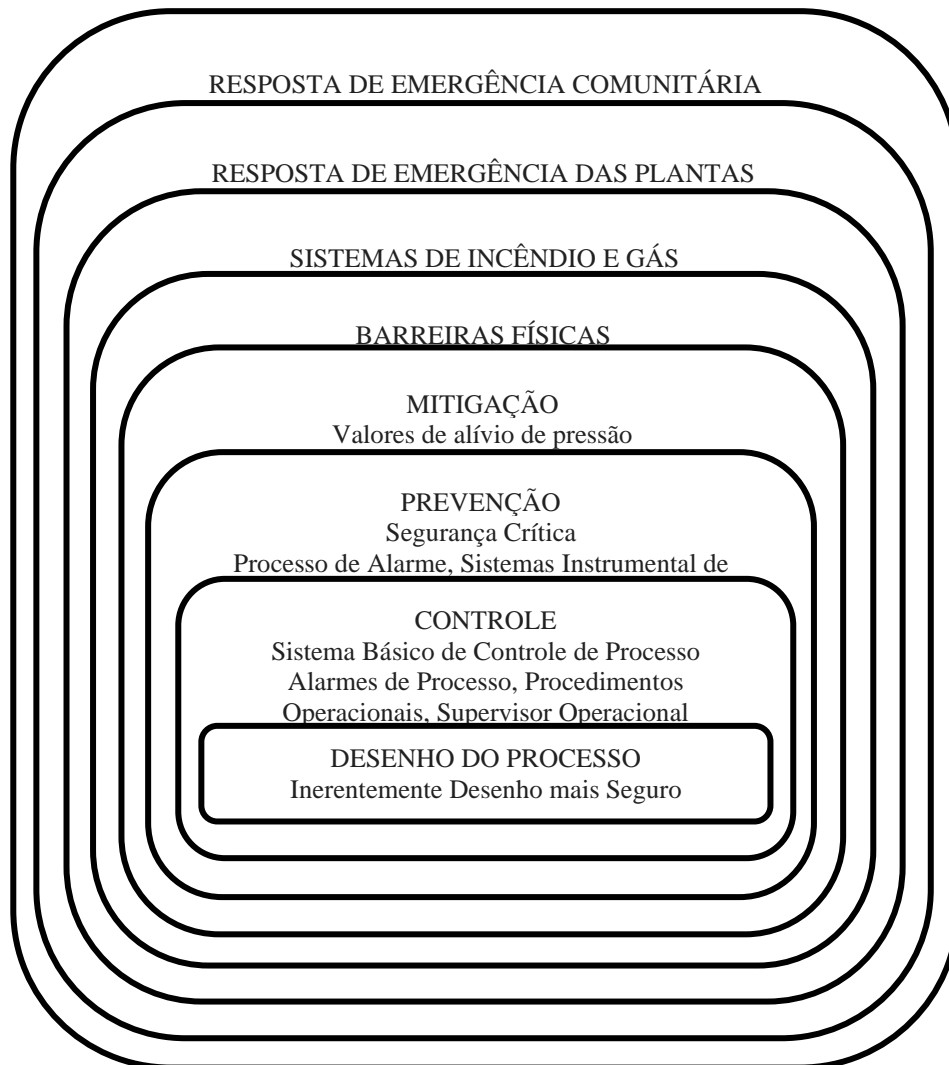 RESPOSTA DE EMERGÊNCIA COMUNITÁRIA
RESPOSTA DE EMERGÊNCIA DAS PLANTAS
SISTEMAS DE INCÊNDIO E GÁS
BARREIRAS FÍSICAS
MITIGAÇÃO
Valores de alívio de pressão
PREVENÇÃO
Segurança Crítica
Processo de Alarme, Sistemas Instrumental de
CONTROLE
Sistema Básico de Controle de Processo
Alarmes de Processo, Procedimentos
Operacionais, Supervisor Operacional
DESENHO DO PROCESSO
Inerentemente Desenho mais Seguro